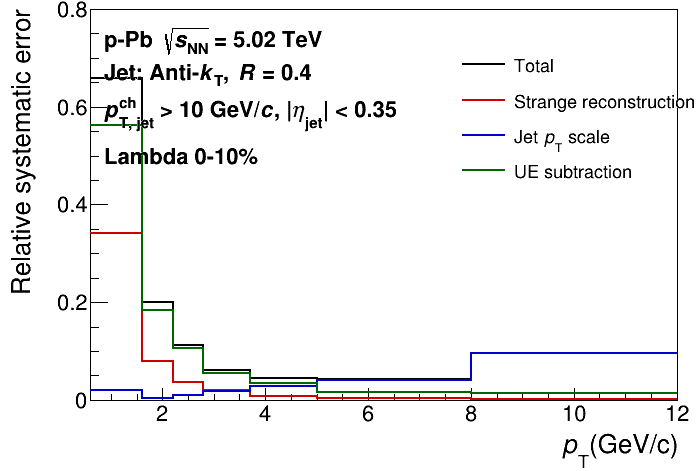 Relative systematic error
0.8
0.6
0.4
0.2
0
p-Pb √sNN = 5.02 TeV
Jet: Anti-kT, R = 0.4
p ch T, jet > 10 GeV/c, |ηjet| < 0.35
Lambda 0-10%
Total
Strange reconstruction
Jet pT scale
UE subtraction
2 4 6 8 10 12
pT(GeV/c)